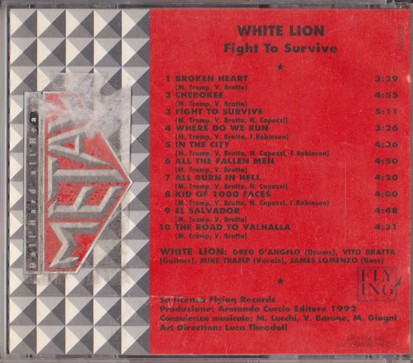 WHITE LION
Fight To Survive
1 BROKEN HEART 3:39
(M. Tramp, V. Bratta)
2 CHEROKEE 4:55
(M. Tramp, V. Bratta)
3 FIGHT TO SURVIVE 5:11
(M. Tramp, V. Bratta, N. Capozzi)
4 WHERE DO WE RUN 3:26
(M. Tramp, V. Bratta, F. Robinson)
5 IN THE CITY 4:36
(M. Tramp, V. Bratta, N. Capozzi, F. Robinson)
6 ALL THE FALLEN MEN 4:50
(M. Tramp, V. Bratta)
7 ALL BURN IN HELL 4:20
(M. Tramp, V. Bratta, N. Capozzi)
8 KID OF 1000 FACES 4:00
(M. Tramp, V. Bratta)
9 EL SALVADOR 4:48
(M. Tramp, V. Bratta)
10 THE ROAD TO VALHALLA 4:31
(M. Tramp, V. Bratta)
WHITE LION: GREG D'ANGELO (Drums), VITO BRATTA
(Guitars), MIKE TRAMP (Vocals), JAMES LOMENZO (Bass)
FLY
ING
Su licenza Flying Records
Produzione: Armando Curcio Editore 1992
Consulenza musicale: M. Lucchi, V. Barone, M. Giugni
Art Direction: Luca Theodoli
METAL